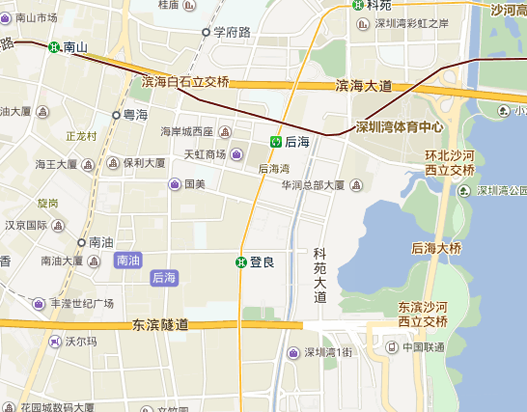 桂庙
科苑
沙河高
南山市场
深圳湾彩虹之岸
学府路
路
南山
滨海白石立交桥
滨海大道
油大厦
粤海
小
正龙村
海岸城西座
深圳湾体育中心
后海
天虹商场
环北沙河
西立交桥
海王大厦
保利大厦
后海湾
国美
华润总部大厦
深圳湾公园
旋岗
汉京国际
南油
后海大桥
香
南油大厦
南油
登良
科苑大道
后海
丰滢世纪广场
东滨沙河
西立交桥
东滨隧道
沃尔玛
深圳湾1街
中国联通
花园城数码大厦
文竹园